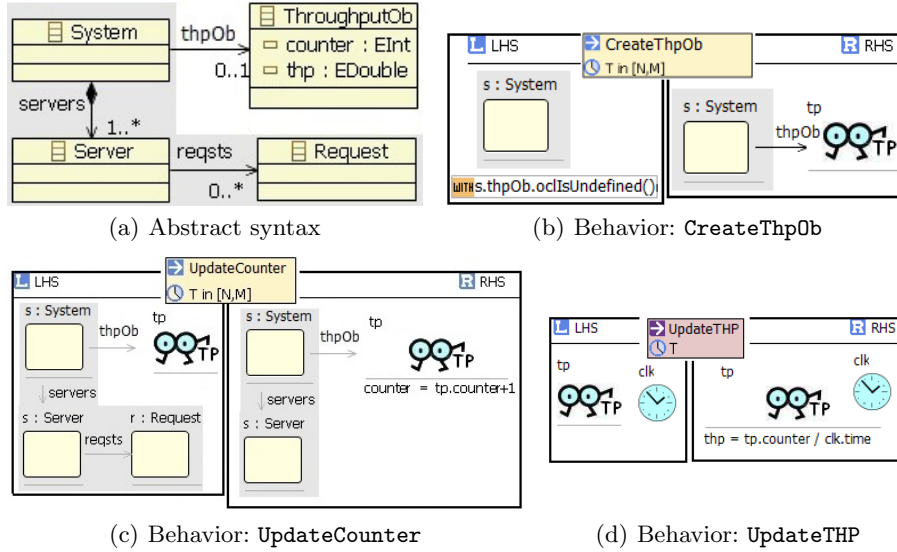 System
thpOb
0..1
ThroughputOb
counter : EInt
thp : EDouble
servers
1..*
Server
reqsts
0..*
Request
(a) Abstract syntax
L LHS
CreateThpOb
T in [N,M]
R RHS
s : System
WITH s.thpOb.oclIsUndefined()
s : System
thpOb
tp
TP
(b) Behavior: CreateThpOb
L LHS
UpdateCounter
T in [N,M]
R RHS
s : System
thpOb
tp
TP
servers
s : Server
reqsts
r : Request
s : System
thpOb
tp
TP
counter = tp.counter+1
servers
s : Server
(c) Behavior: UpdateCounter
L LHS
UpdateTHP
T
R RHS
tp
TP
clk
tp
TP
clk
thp = tp.counter / clk.time
(d) Behavior: UpdateTHP